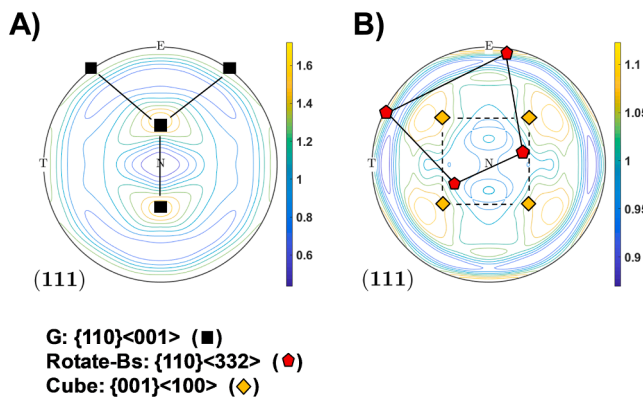 A)
B)
E
E
T
N
T
N
1.6
1.4
1.2
1
0.8
0.6
1.1
1.05
1
0.95
0.9
(111)
(111)
G: {110}<001> (■)
Rotate-Bs: {110}<332> (⬟)
Cube: {001}<100> (◆)